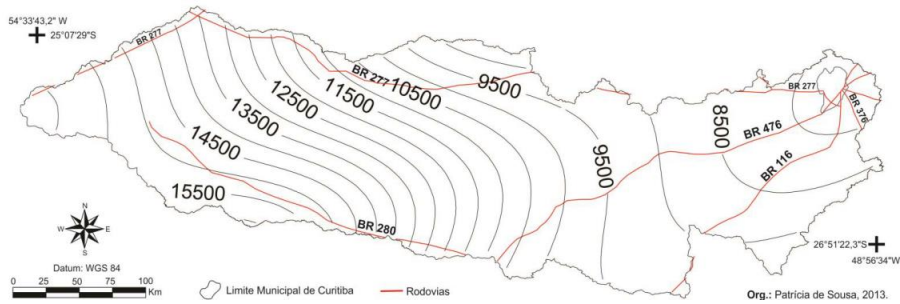 54°33'43,2" W
25°07'29"S
BR 277
BR 277
10500
9500
11500
12500
13500
14500
15500
BR 280
9500
8500
BR 476
BR 116
BR 277
BR 376
N
W E
S
Datum: WGS 84
0 25 50 75 100
Km
Limite Municipal de Curitiba
Rodovias
26°51'22,3"S
48°56'34"W
Org.: Patrícia de Sousa, 2013.